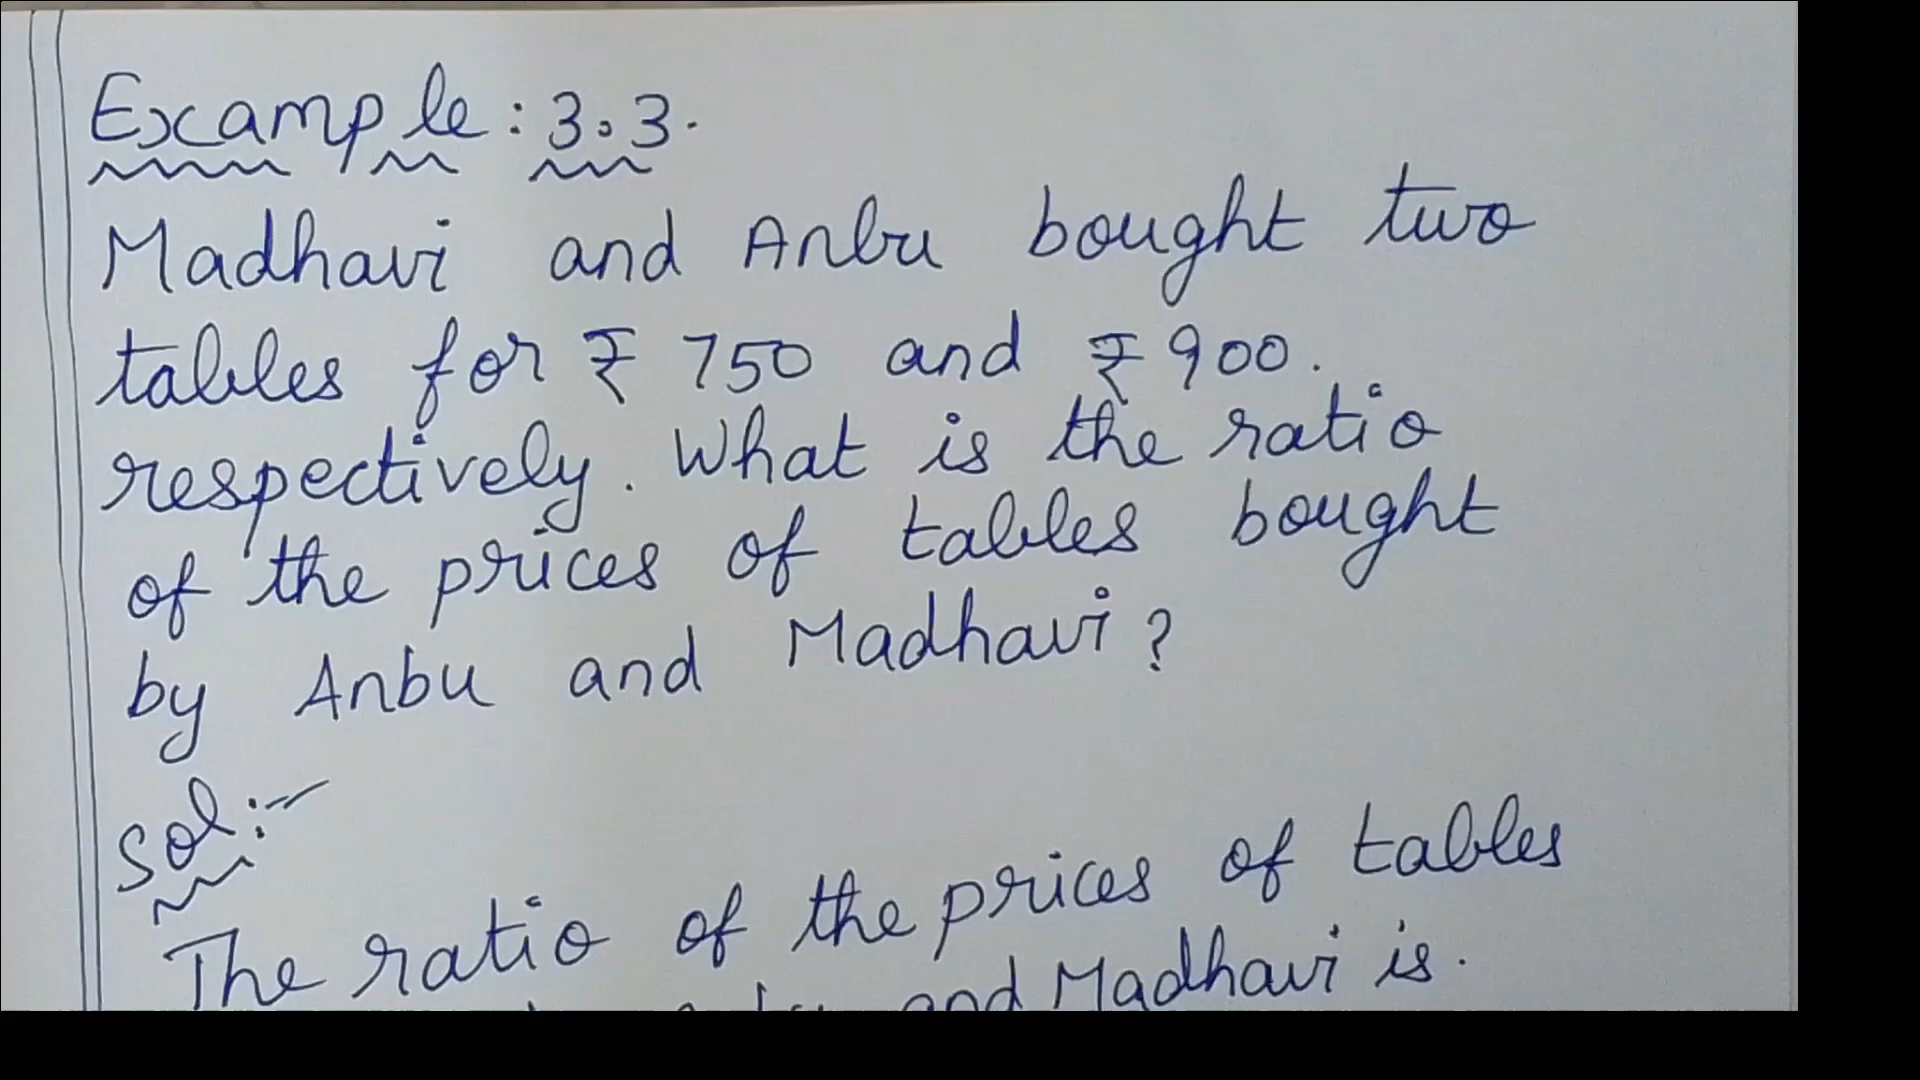 Example: 3.3.
Madhavi and Anbu bought two
tables for ₹ 750 and ₹ 900.
respectively. What is the ratio
of the prices of tables bought
by Anbu and Madhavi?
Sol:-
The ratio of the prices of tables
and Madhavi is.